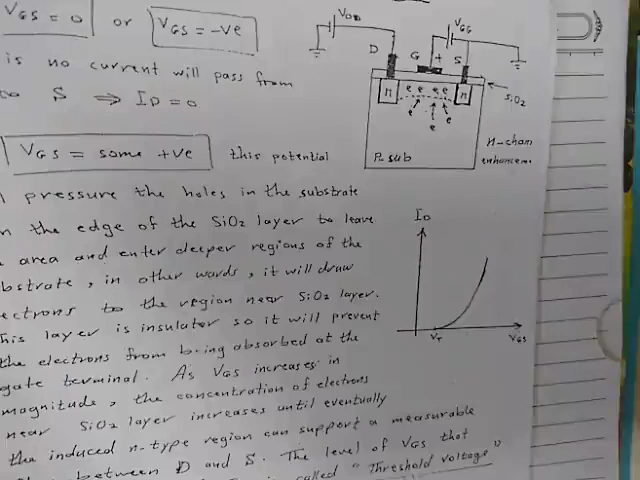 VGS = 0 or VGS = -ve
is no current will pass from
to S ⇒ ID = 0
VGS = some +ve this potential
pressure the holes in the substrate
the edge of the SiO2 layer to leave
area and enter deeper regions of the
bstrate, in other words, it will draw
ectrons to the region near SiO2 layer.
his layer is insulator so it will prevent
the electrons from being absorbed at the
gate terminal. As VGS increases in
magnitude, the concentration of electrons
near SiO2 layer increases until eventually
the induced n-type region can support a measurable
between D and S. The level of VGS that
called "Threshold voltage"
VDD
VGG
D G + S
n e e e e n
SiO2
e e e
e
P-sub
n-chann
enhancem
ID
VT VGS